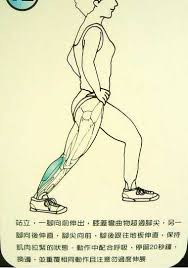 站立，一腳向前伸出，膝蓋彎曲勿超過腳尖，另一
腳向後伸直，腳尖向前，腳後跟往地板伸直，保持
肌肉拉緊的狀態，動作中配合呼吸，停留20秒鐘，
換邊，並重覆相同動作且注意勿過度伸展